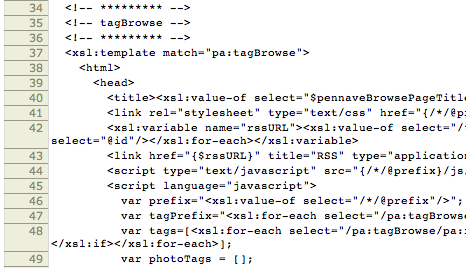 34 <!-- ********* -->
35 <!-- tagBrowse -->
36 <!-- ********* -->
37 <xsl:template match="pa:tagBrowse">
38 <html>
39 <head>
40 <title><xsl:value-of select="$pennaveBrowsePageTitle
41 <link rel="stylesheet" type="text/css" href="{/*/@pr
42 <xsl:variable name="rssURL"><xsl:value-of select="/*
select="@id"/></xsl:for-each></xsl:variable>
43 <link href="{$rssURL}" title="RSS" type="application
44 <script type="text/javascript" src="{/*/@prefix}/js/
45 <script language="javascript">
46 var prefix="<xsl:value-of select="/*/@prefix"/>";
47 var tagPrefix="<xsl:for-each select="/pa:tagBrowse
48 var tags=[<xsl:for-each select="/pa:tagBrowse/pa:
</xsl:if></xsl:for-each>];
49 var photoTags = [];